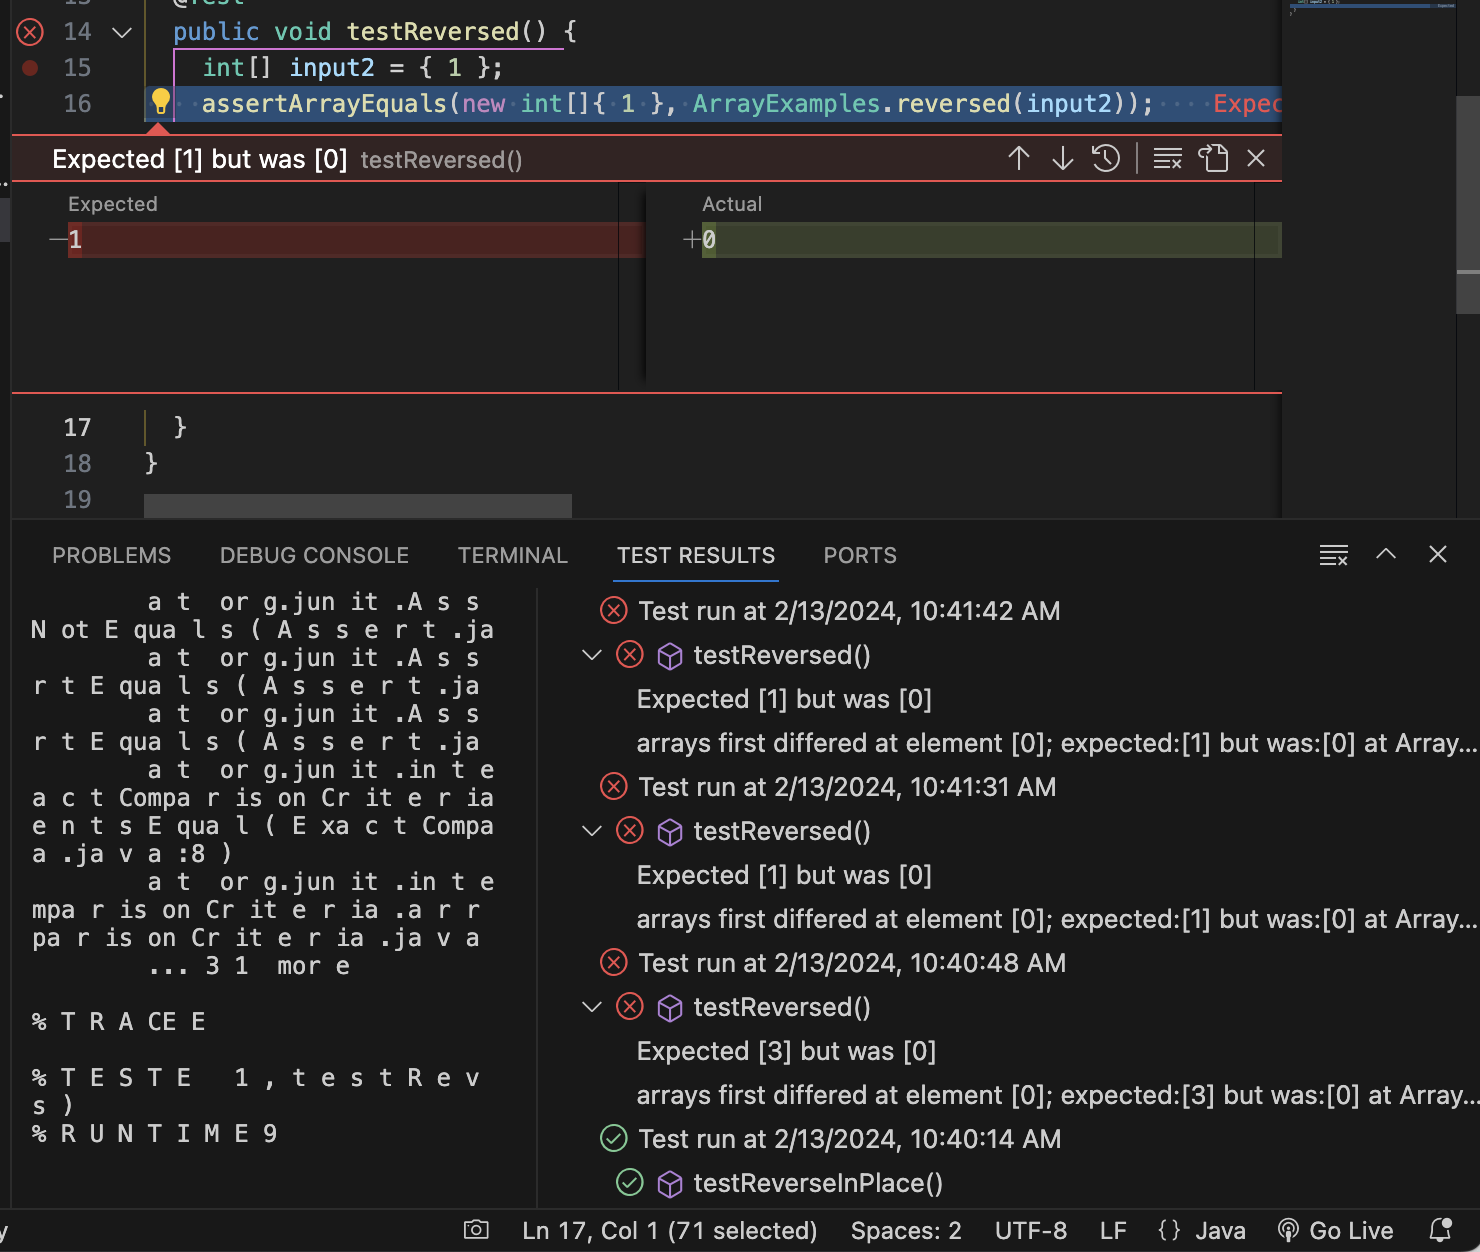 @Test
14 public void testReversed() {
15 int[] input2 = { 1 };
16 assertArrayEquals(new int[]{ 1 }, ArrayExamples.reversed(input2)); Expec
Expected [1] but was [0] testReversed()
Expected Actual
—1 +0
17 }
18 }
19
PROBLEMS DEBUG CONSOLE TERMINAL TEST RESULTS PORTS
a t or g.jun it .A s s
N ot E qua l s ( A s s e r t .ja
a t or g.jun it .A s s
r t E qua l s ( A s s e r t .ja
a t or g.jun it .A s s
r t E qua l s ( A s s e r t .ja
a t or g.jun it .in t e
a c t Compa r is on Cr it e r ia
e n t s E qua l ( E xa c t Compa
a .ja v a :8 )
a t or g.jun it .in t e
mpa r is on Cr it e r ia .a r r
pa r is on Cr it e r ia .ja v a
... 3 1 mor e
% T R A CE E
% T E S T E 1 , t e s t R e v
s )
% R U N T I M E 9
Test run at 2/13/2024, 10:41:42 AM
testReversed()
Expected [1] but was [0]
arrays first differed at element [0]; expected:[1] but was:[0] at Array...
Test run at 2/13/2024, 10:41:31 AM
testReversed()
Expected [1] but was [0]
arrays first differed at element [0]; expected:[1] but was:[0] at Array...
Test run at 2/13/2024, 10:40:48 AM
testReversed()
Expected [3] but was [0]
arrays first differed at element [0]; expected:[3] but was:[0] at Array...
Test run at 2/13/2024, 10:40:14 AM
testReverseInPlace()
Ln 17, Col 1 (71 selected) Spaces: 2 UTF-8 LF {} Java Go Live